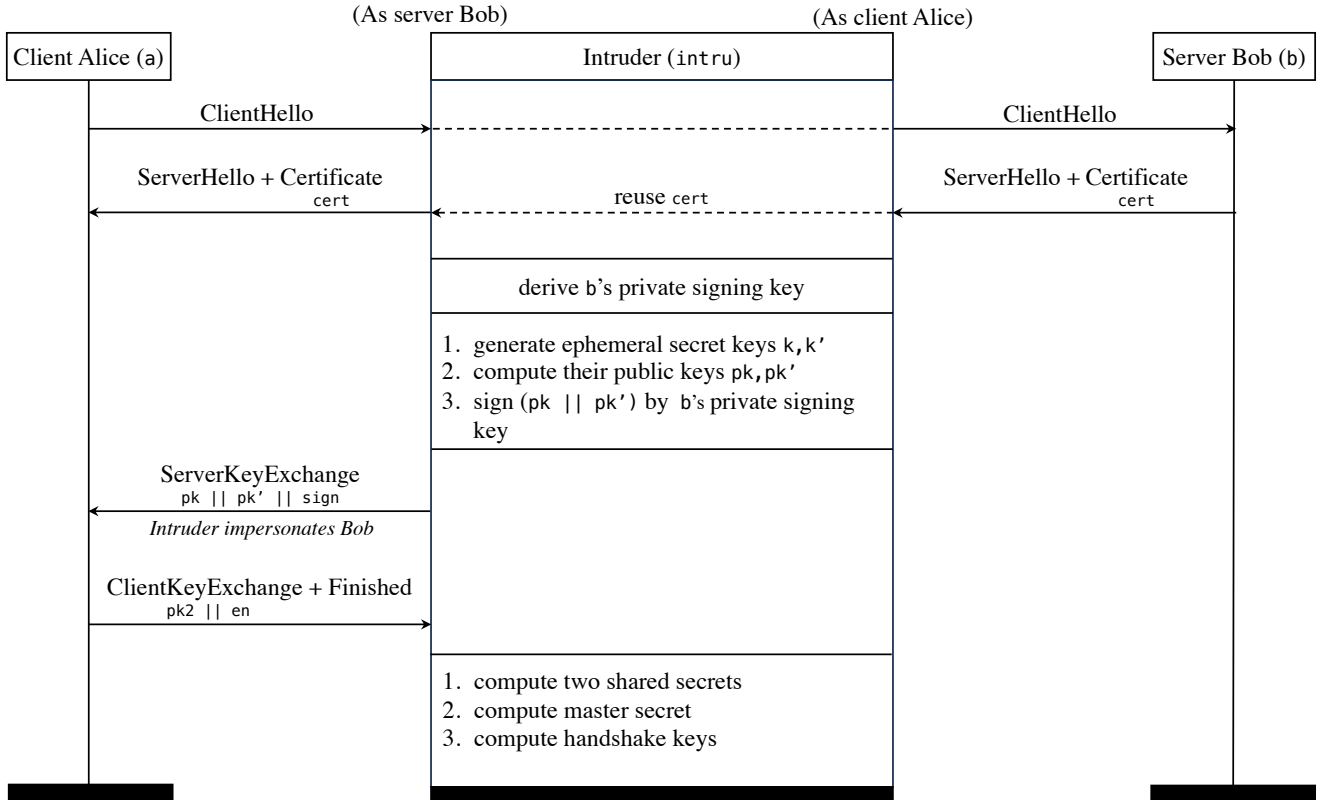 (As server Bob)
(As client Alice)
Client Alice (a)
Intruder (intru)
Server Bob (b)
ClientHello
ClientHello
ServerHello + Certificate
cert
reuse cert
ServerHello + Certificate
cert
derive b’s private signing key
1. generate ephemeral secret keys k,k’
2. compute their public keys pk,pk’
3. sign (pk || pk’) by b’s private signing
key
ServerKeyExchange
pk || pk’ || sign
Intruder impersonates Bob
ClientKeyExchange + Finished
pk2 || en
1. compute two shared secrets
2. compute master secret
3. compute handshake keys